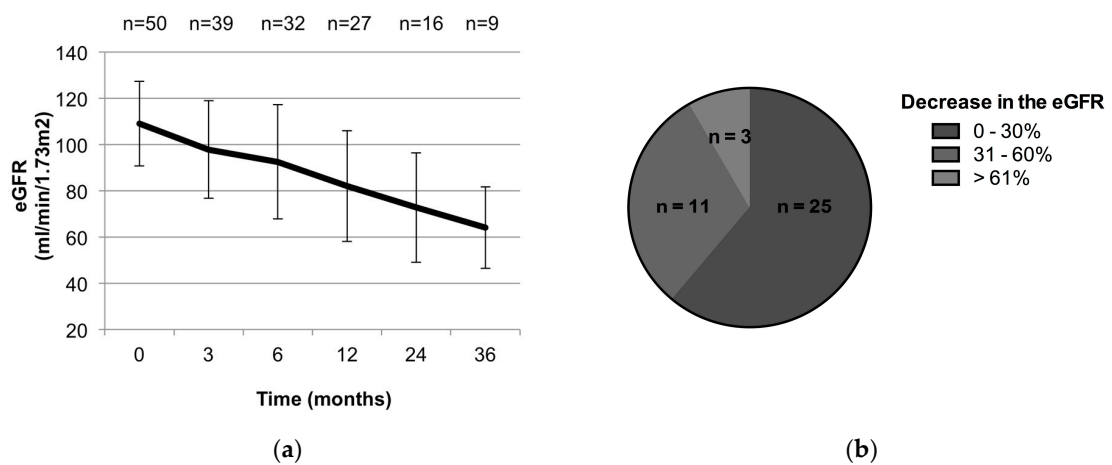 n=50 n=39 n=32 n=27 n=16 n=9
140
120
100
80
60
40
20
eGFR
(ml/min/1.73m2)
0 3 6 12 24 36
Time (months)
(a)
Decrease in the eGFR
0 - 30%
31 - 60%
> 61%
n = 3
n = 11
n = 25
(b)